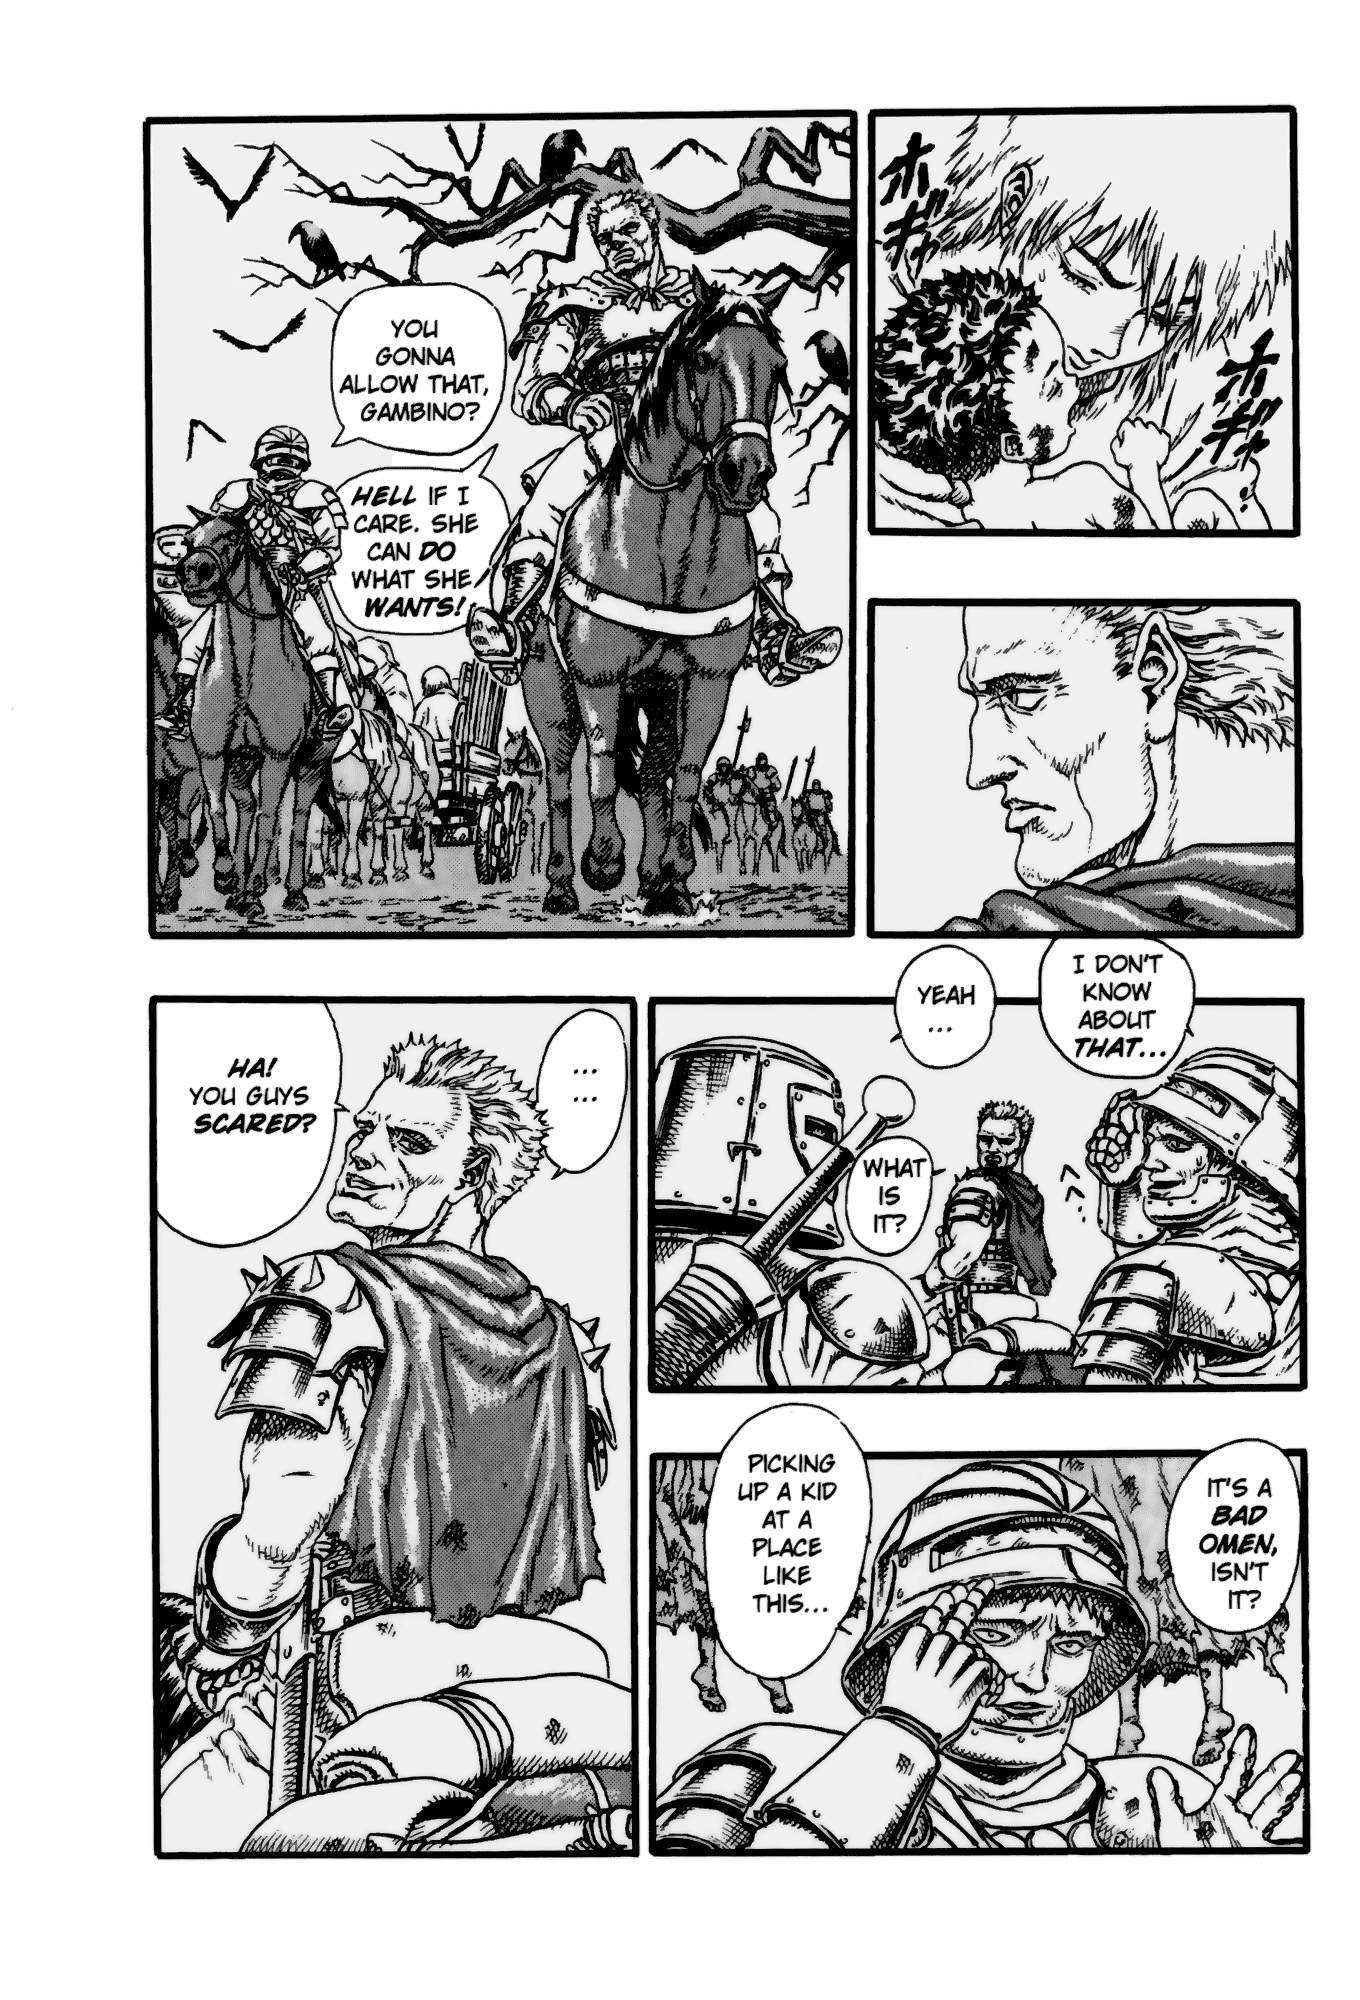 ホギャ
ホギャ
YOU
GONNA
ALLOW THAT,
GAMBINO?
HELL IF I
CARE. SHE
CAN DO
WHAT SHE
WANTS!
I DON'T
KNOW
ABOUT
THAT...
YEAH
...
WHAT
IS
IT?
...
...
HA!
YOU GUYS
SCARED?
IT'S A
BAD
OMEN,
ISN'T
IT?
PICKING
UP A KID
AT A
PLACE
LIKE
THIS...